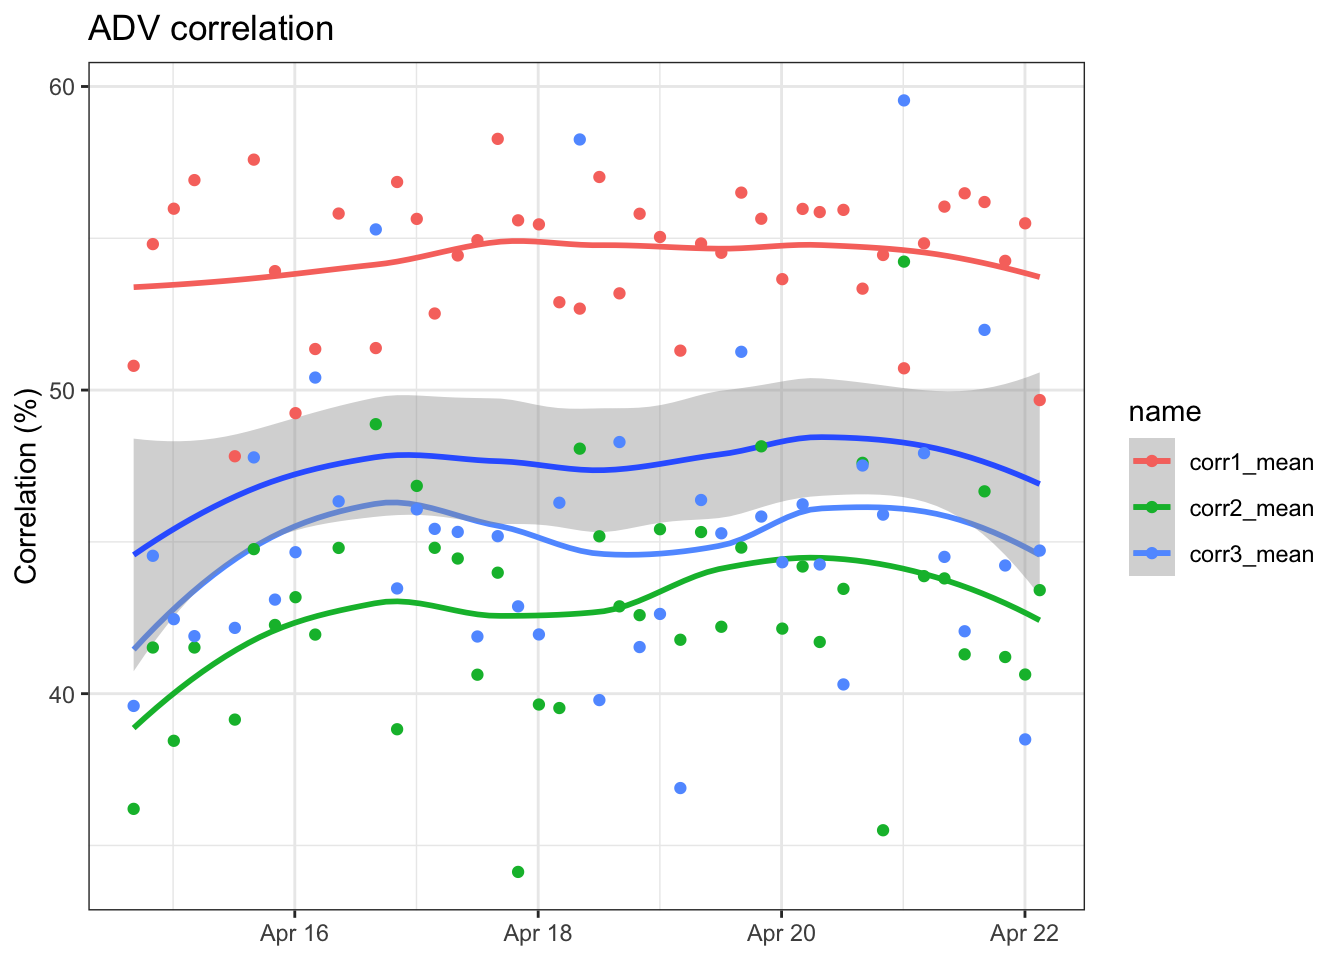 ADV correlation
60
50
40
Correlation (%)
Apr 16
Apr 18
Apr 20
Apr 22
name
corr1_mean
corr2_mean
corr3_mean